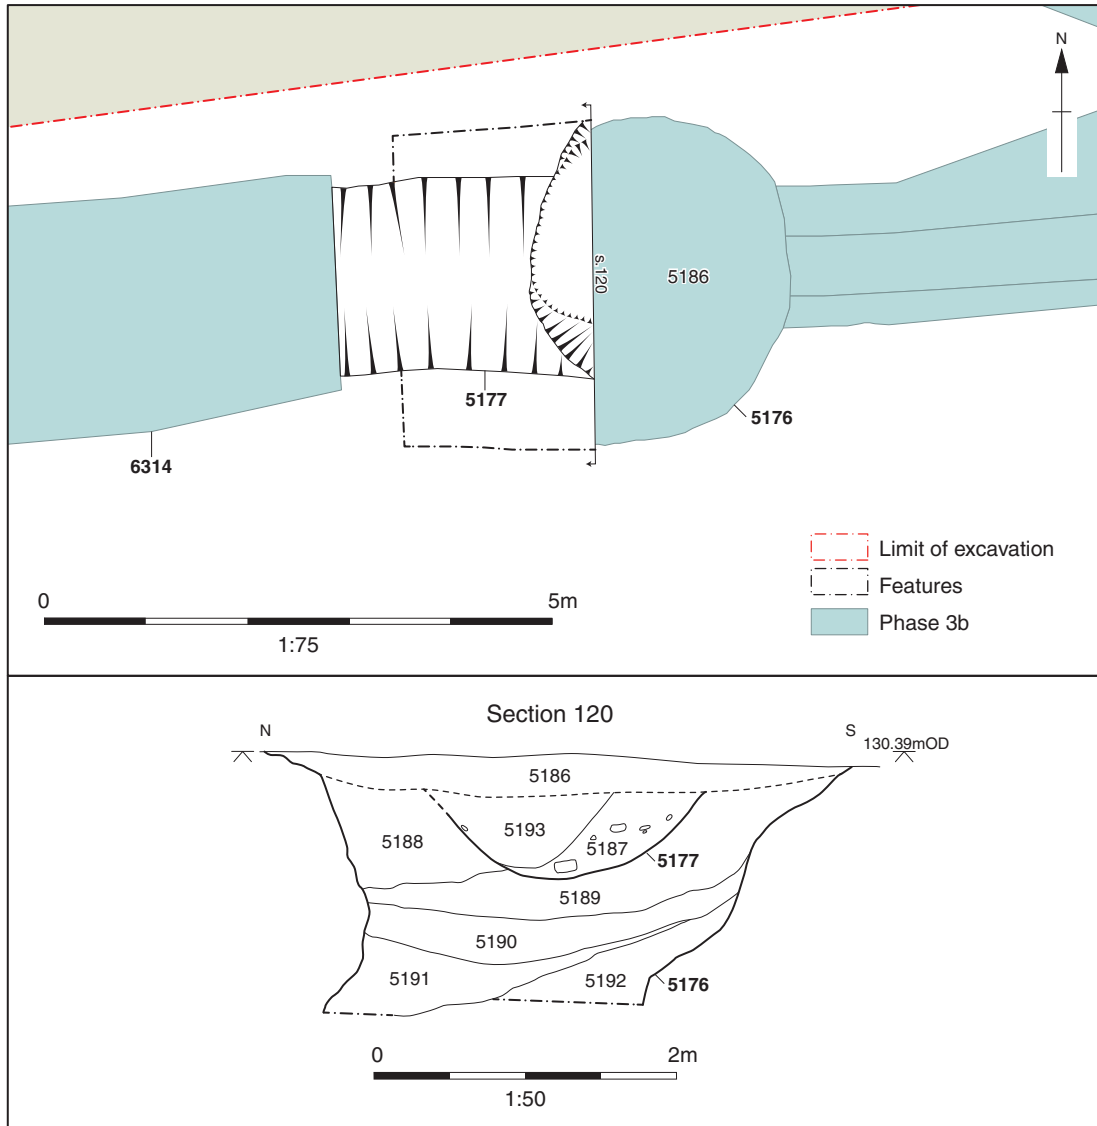 N
s.120
5186
5177
5176
6314
Limit of excavation
Features
Phase 3b
0 5m
1:75
Section 120
N S
130.39mOD
5186
5193
5188
5187
5177
5189
5190
5191
5192
5176
0 2m
1:50